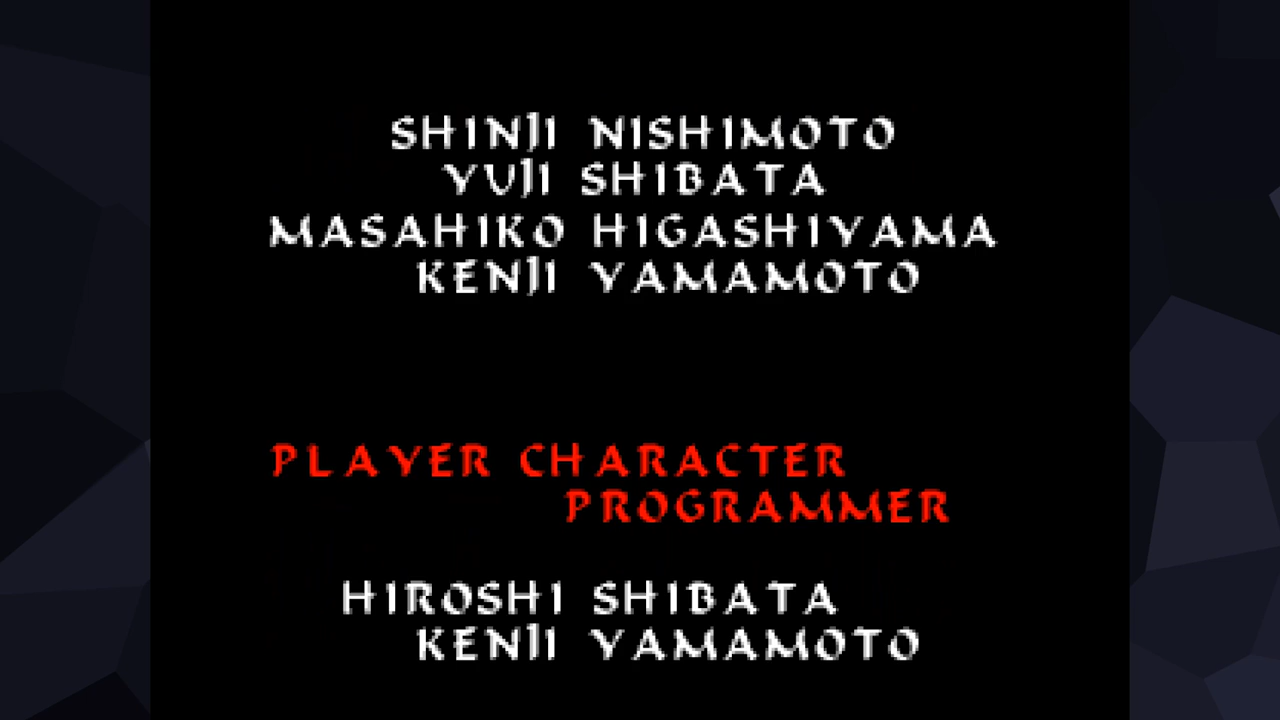 SHINJI NISHIMOTO
YUJI SHIBATA
MASAHIKO HIGASHIYAMA
KENJI YAMAMOTO
PLAYER CHARACTER
PROGRAMMER
HIROSHI SHIBATA
KENJI YAMAMOTO